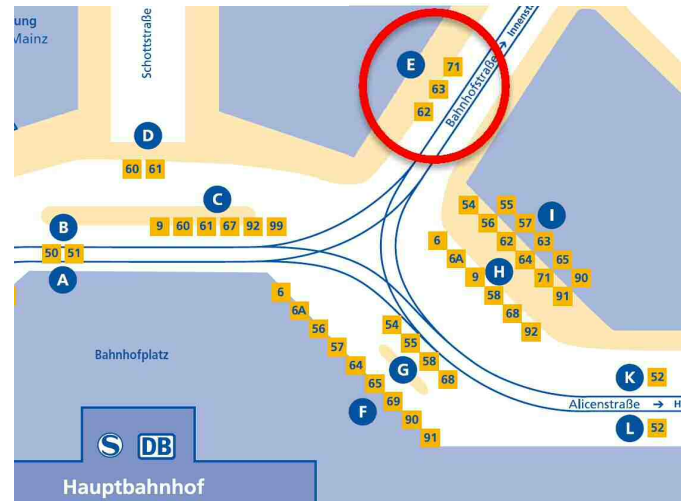 ung
Mainz
Schottstraße
E
71
63
62
Bahnhofstraße → Innenst
D
60 61
C
9 60 61 67 92 99
B
50 51
A
54 55 I
56 57
62 63
64 65
71 90
91
6
6A
9 H
58
68
92
6
6A
56
57
64
65
69
F 90
91
54
55
G 58
68
K 52
Alicenstraße → H
L 52
Bahnhofplatz
S DB
Hauptbahnhof